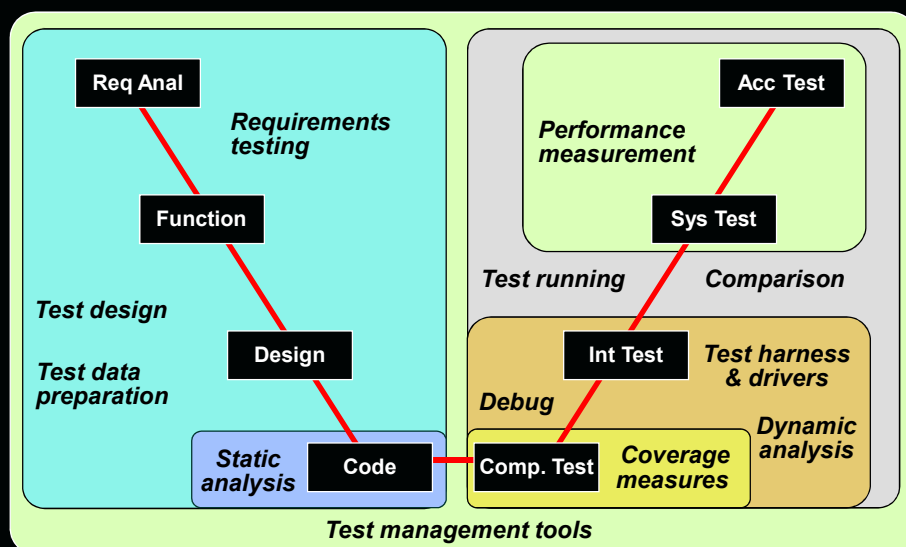 Req Anal
Acc Test
Requirements
testing
Performance
measurement
Function
Sys Test
Test running
Comparison
Test design
Design
Int Test
Test harness
& drivers
Test data
preparation
Debug
Dynamic
analysis
Static
analysis
Code
Comp. Test
Coverage
measures
Test management tools